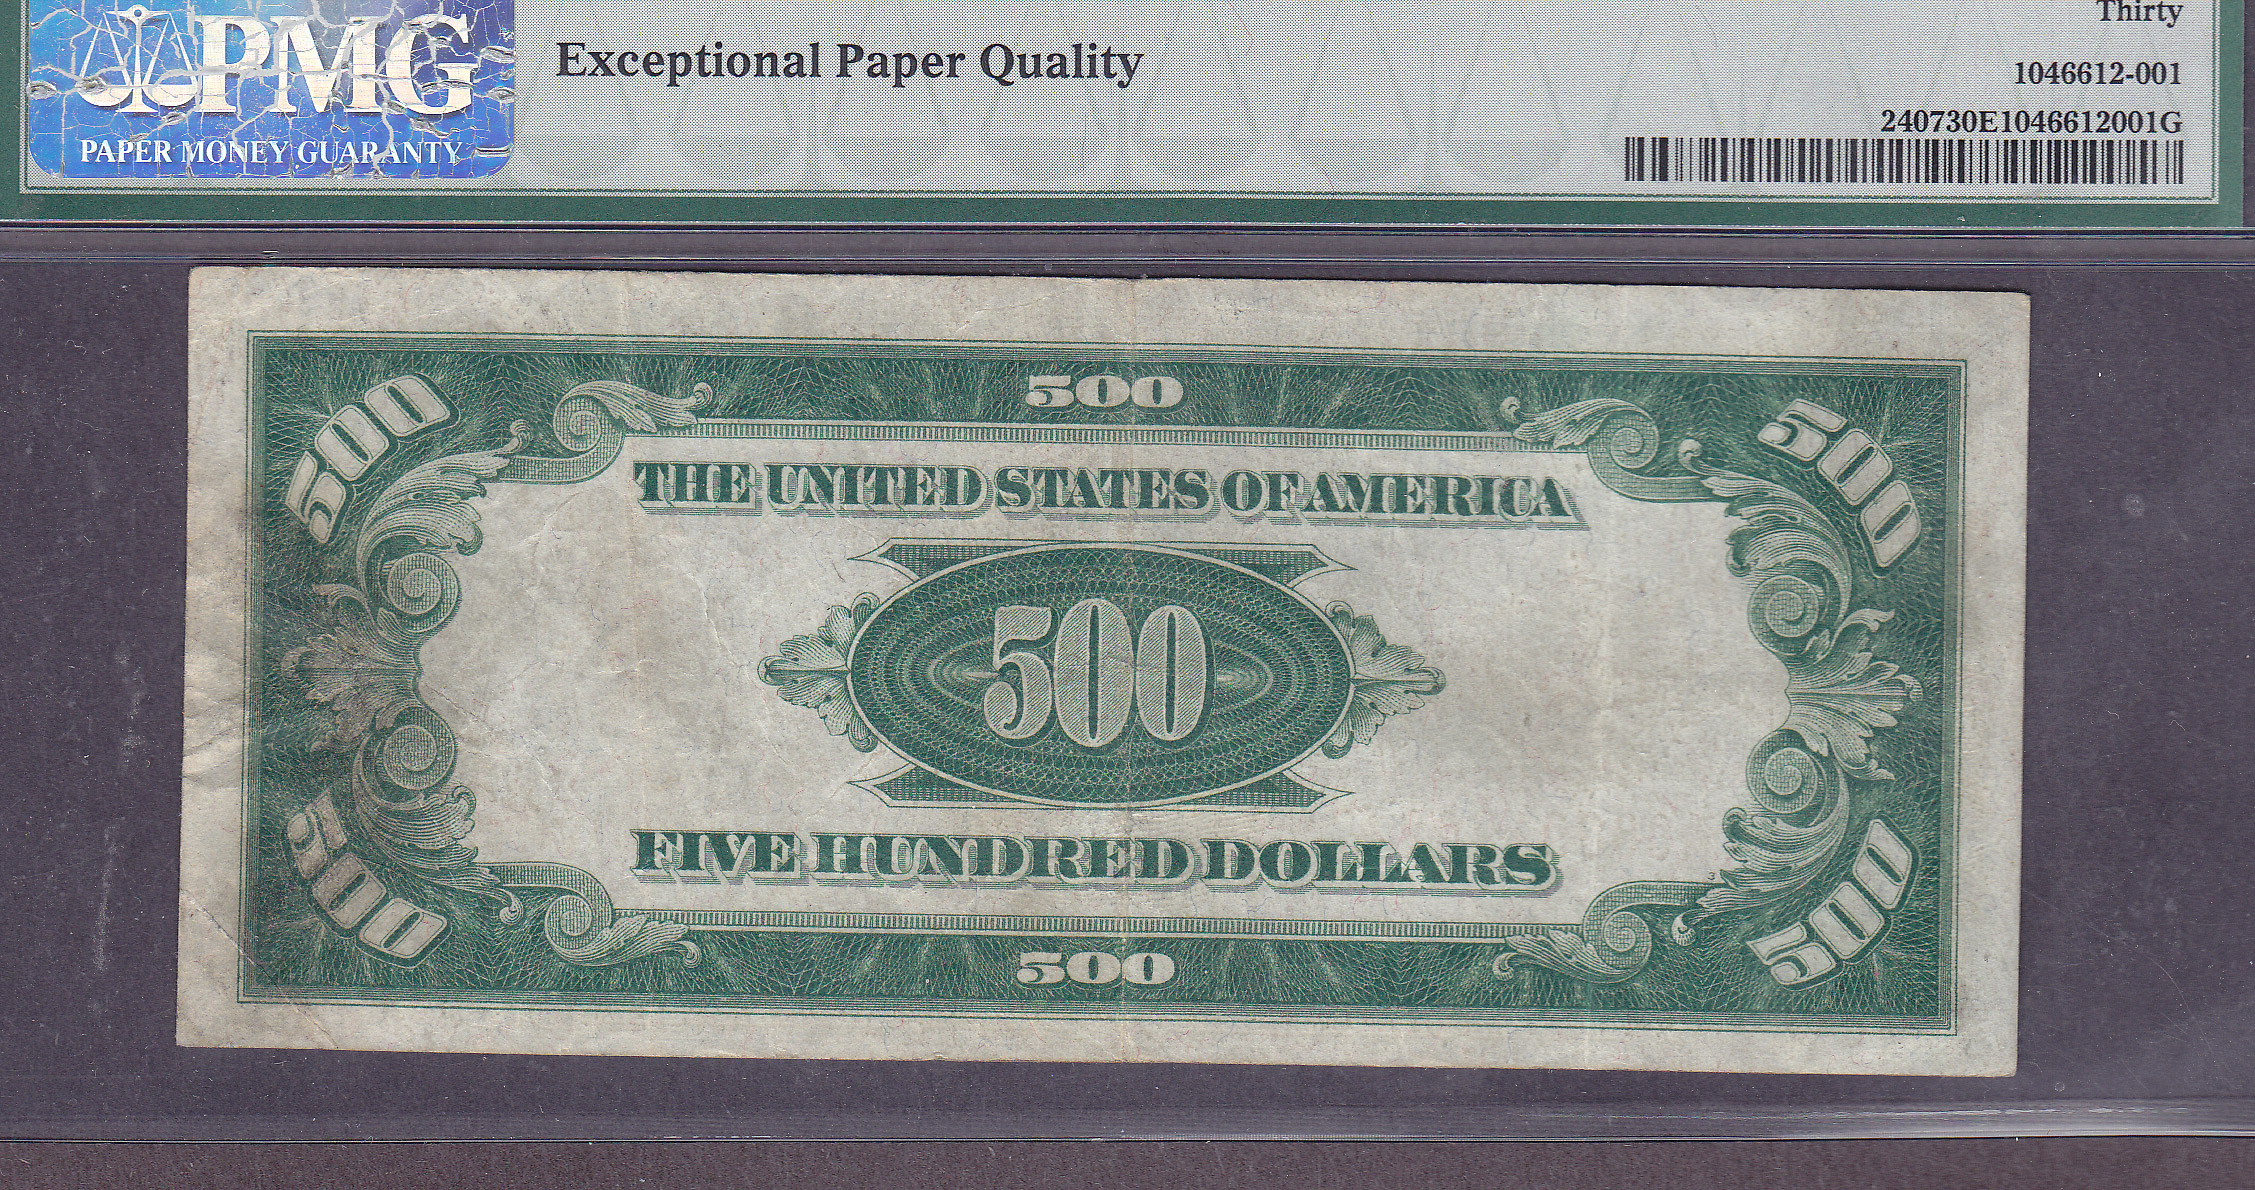 PMG
PAPER MONEY GUARANTY
Exceptional Paper Quality
Thirty
1046612-001
240730E1046612001G
500
500 500
THE UNITED STATES OF AMERICA
500
FIVE HUNDRED DOLLARS
3
500 500
500